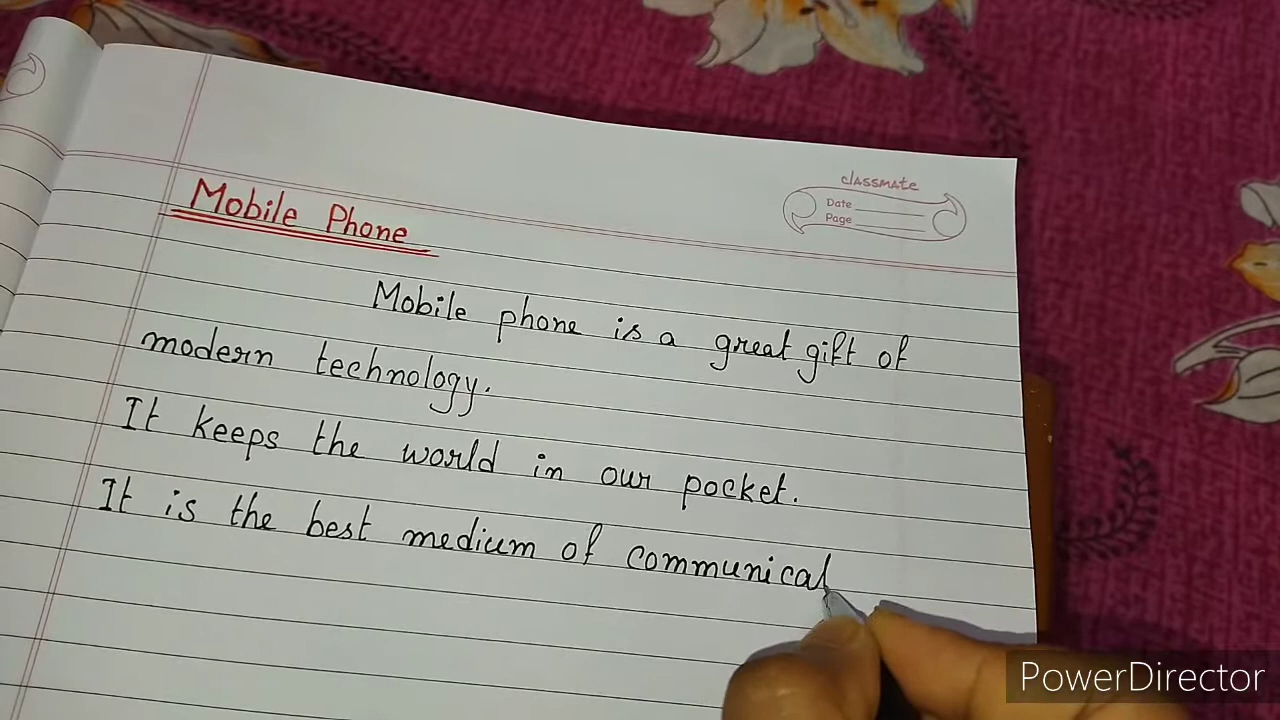 classmate
Date
Page
Mobile Phone
Mobile phone is a great gift of
modern technology.
It keeps the world in our pocket.
It is the best medium of communicat
PowerDirector